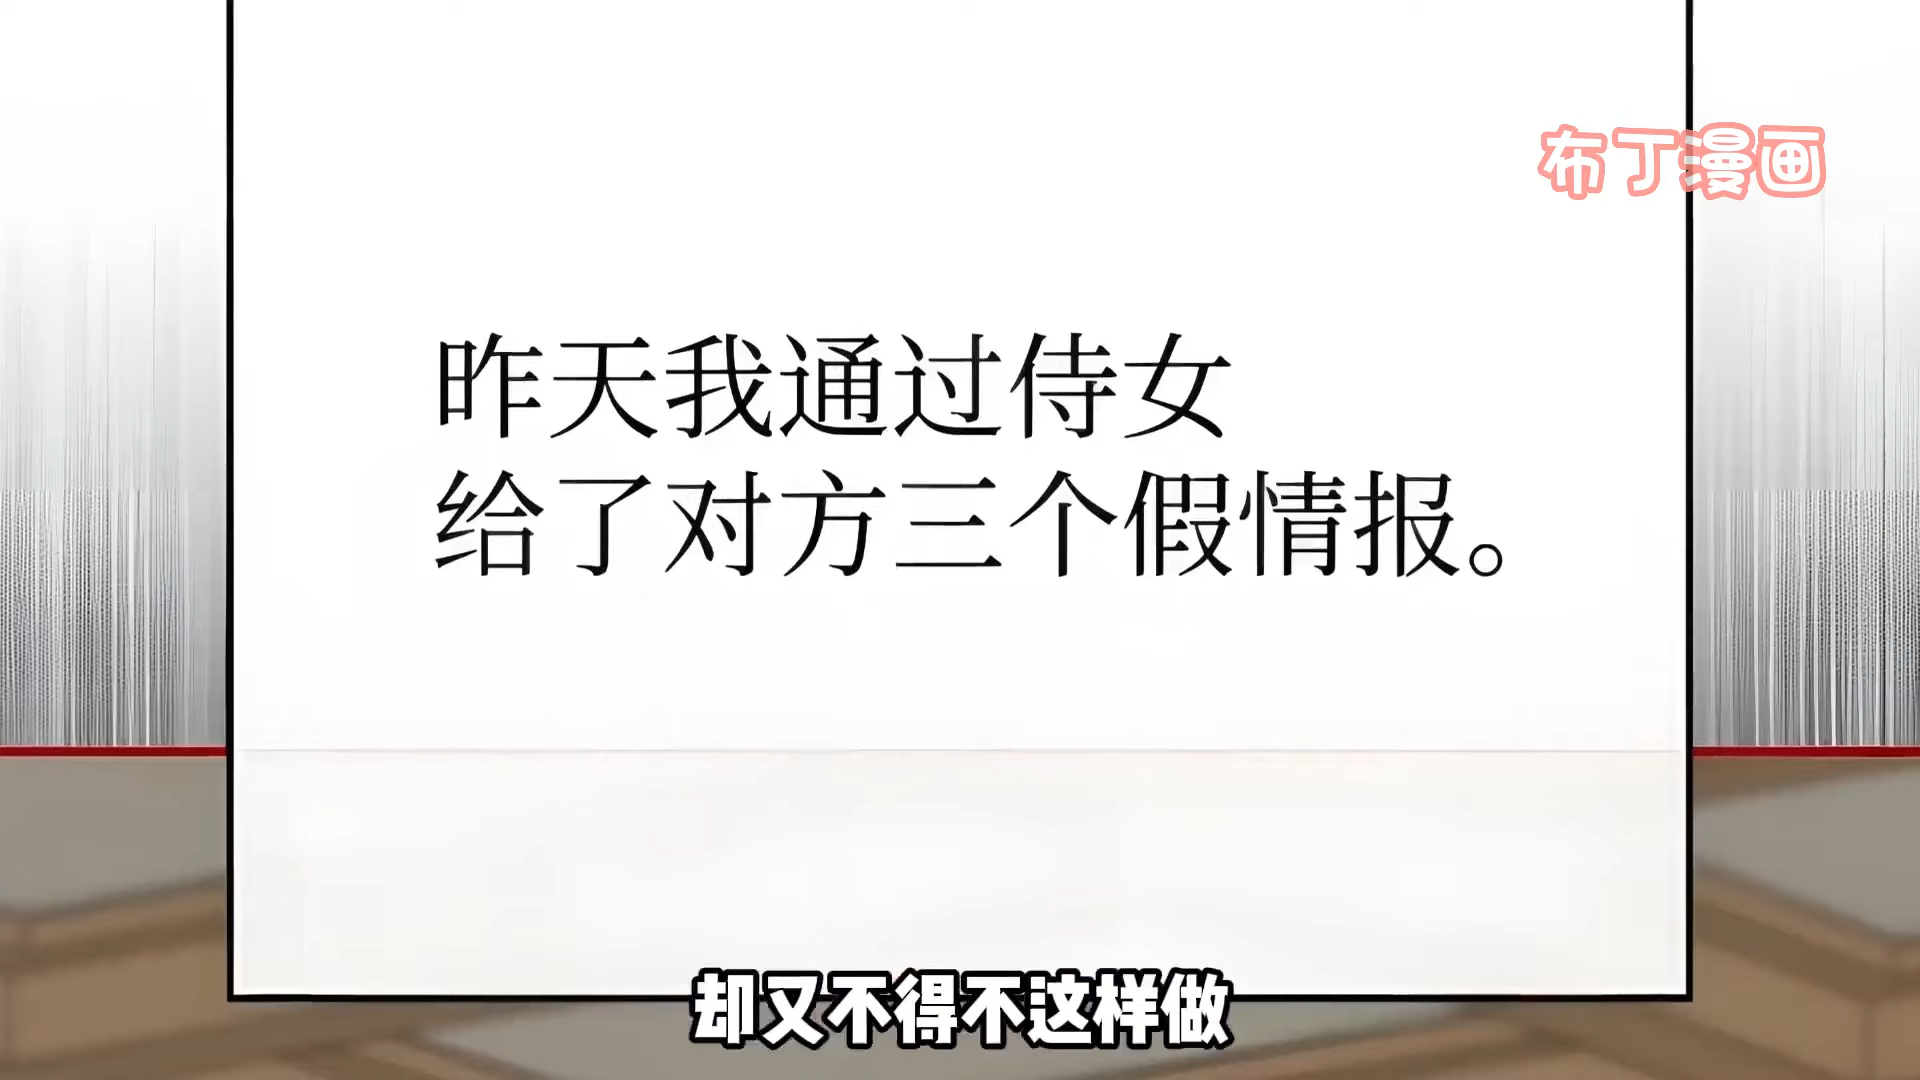 布丁漫画
昨天我通过侍女
给了对方三个假情报。
却又不得不这样做